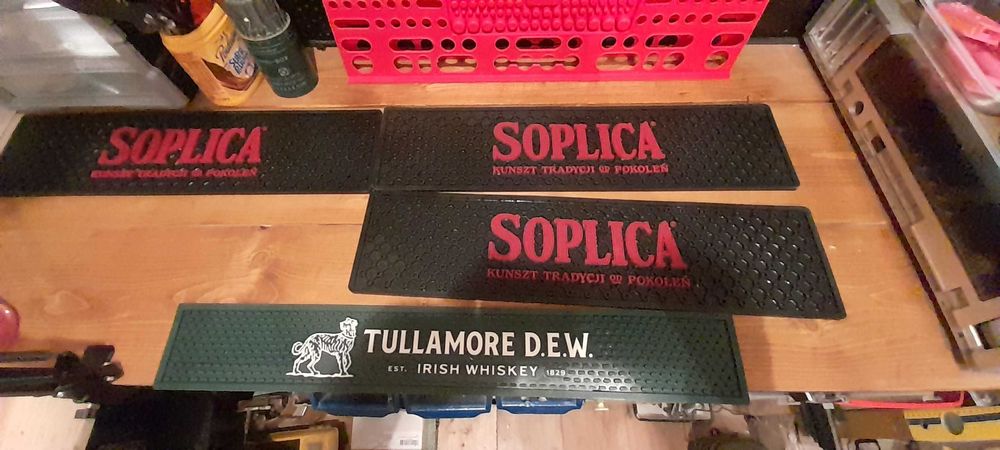 SOPLICA®
KUNSZT TRADYCJI OD POKOLEŃ
SOPLICA®
KUNSZT TRADYCJI OD POKOLEŃ
SOPLICA®
KUNSZT TRADYCJI OD POKOLEŃ
TULLAMORE D.E.W.
EST. IRISH WHISKEY 1829